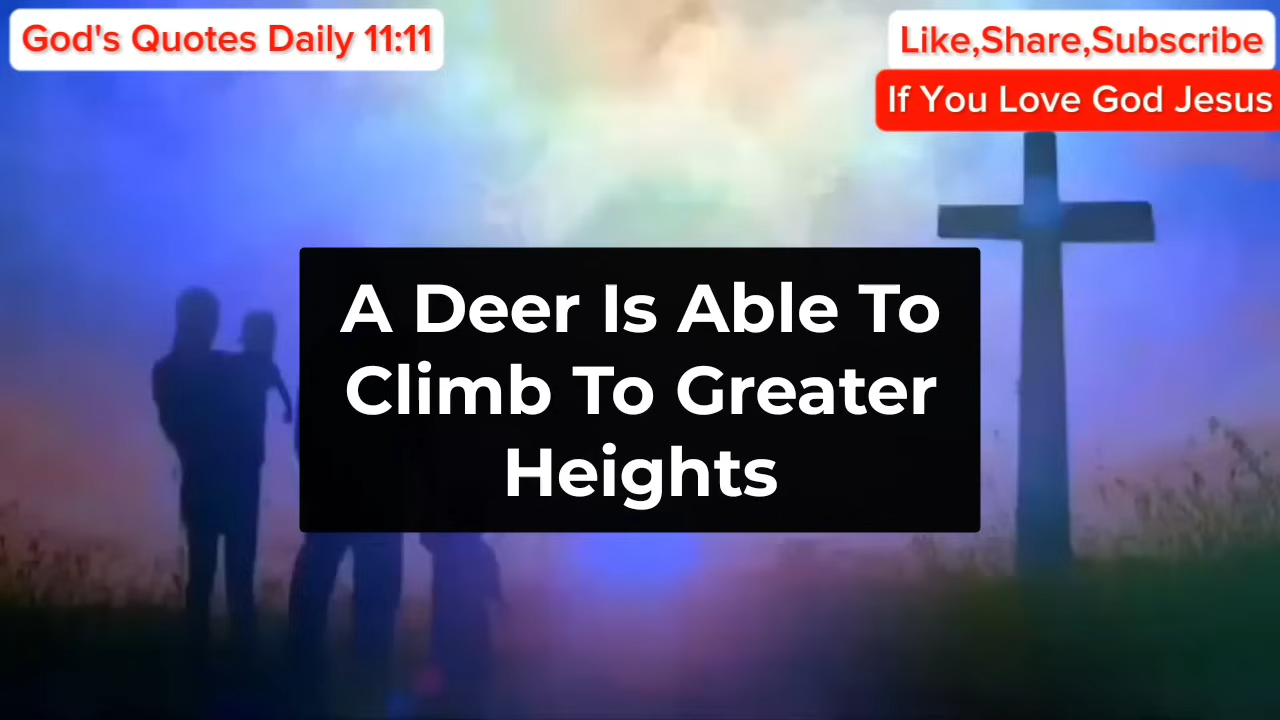 God's Quotes Daily 11:11
Like,Share,Subscribe
If You Love God Jesus
A Deer Is Able To
Climb To Greater
Heights